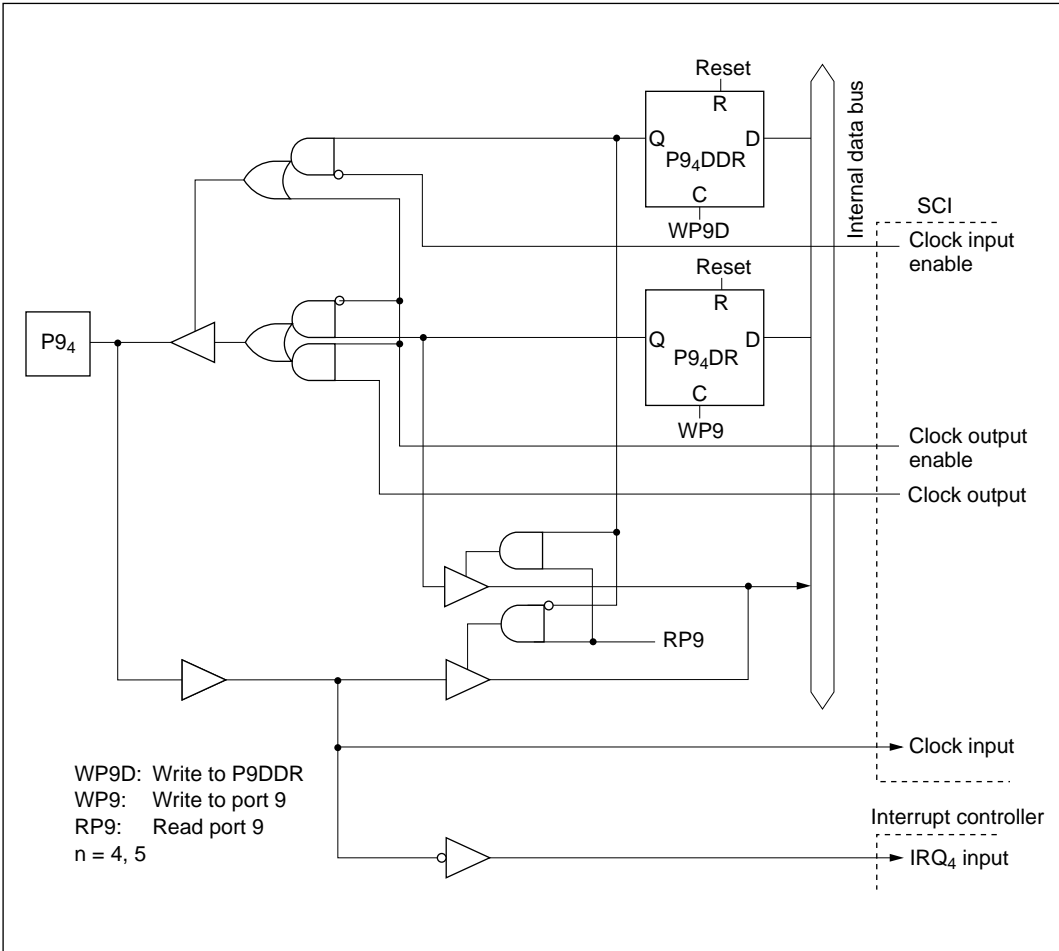 Reset
R
Q
D
P9₄DDR
C
WP9D
Internal data bus
SCI
Clock input
enable
Reset
R
P9₄
Q
D
P9₄DR
C
WP9
Clock output
enable
Clock output
RP9
Clock input
WP9D: Write to P9DDR
WP9: Write to port 9
RP9: Read port 9
n = 4, 5
Interrupt controller
IRQ₄ input